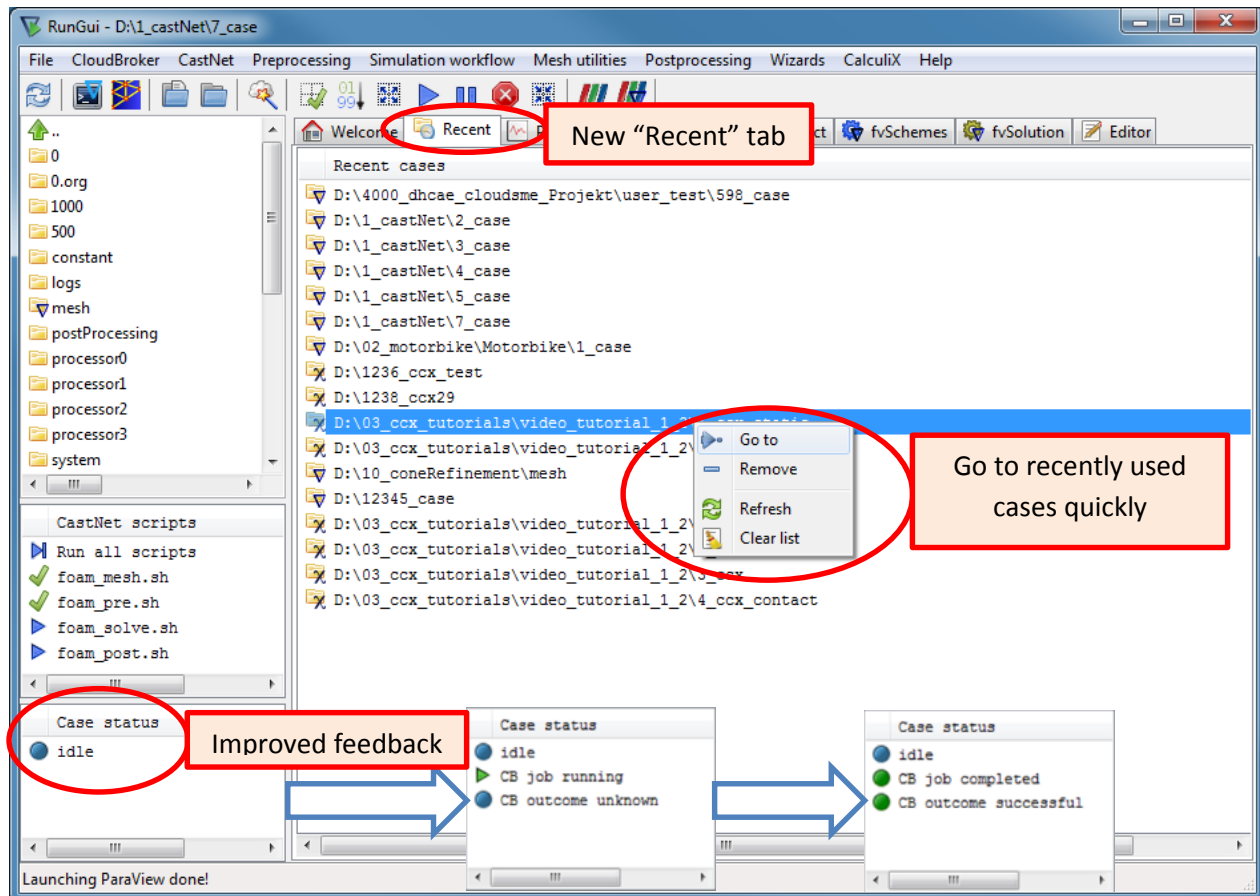 RunGui - D:\1_castNet\7_case
File CloudBroker CastNet Preprocessing Simulation workflow Mesh utilities Postprocessing Wizards CalculiX Help
01
99
Welcome Recent P New “Recent” tab ct fvSchemes fvSolution Editor
..
0
0.org
1000
500
constant
logs
mesh
postProcessing
processor0
processor1
processor2
processor3
system
Recent cases
D:\4000_dhcae_cloudsme_Projekt\user_test\598_case
D:\1_castNet\2_case
D:\1_castNet\3_case
D:\1_castNet\4_case
D:\1_castNet\5_case
D:\1_castNet\7_case
D:\02_motorbike\Motorbike\1_case
D:\1236_ccx_test
D:\1238_ccx29
D:\03_ccx_tutorials\video_tutorial_1_2\
D:\03_ccx_tutorials\video_tutorial_1_2\
D:\10_coneRefinement\mesh
D:\12345_case
D:\03_ccx_tutorials\video_tutorial_1_2\
D:\03_ccx_tutorials\video_tutorial_1_2\
D:\03_ccx_tutorials\video_tutorial_1_2\3_ccx
D:\03_ccx_tutorials\video_tutorial_1_2\4_ccx_contact
Go to
Remove
Refresh
Clear list
Go to recently used
cases quickly
CastNet scripts
Run all scripts
foam_mesh.sh
foam_pre.sh
foam_solve.sh
foam_post.sh
Case status
idle
Improved feedback
Case status
idle
CB job running
CB outcome unknown
Case status
idle
CB job completed
CB outcome successful
Launching ParaView done!